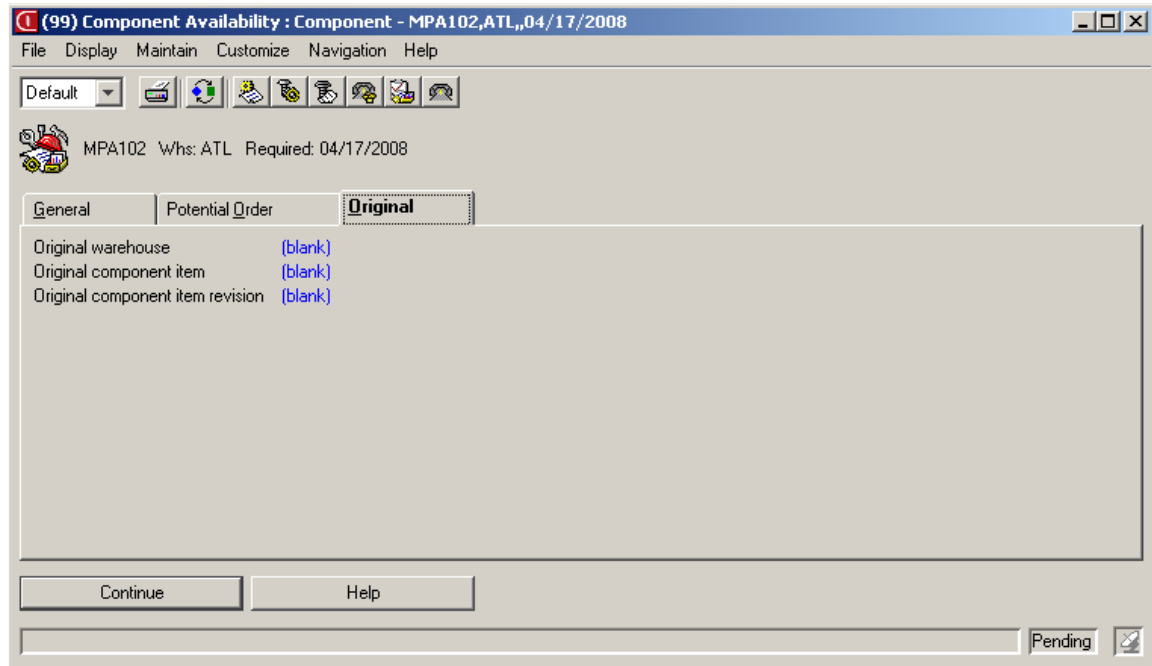 (99) Component Availability : Component - MPA102,ATL,,04/17/2008
File Display Maintain Customize Navigation Help
Default
MPA102 Whs: ATL Required: 04/17/2008
General Potential Order Original
Original warehouse (blank)
Original component item (blank)
Original component item revision (blank)
Continue Help
Pending